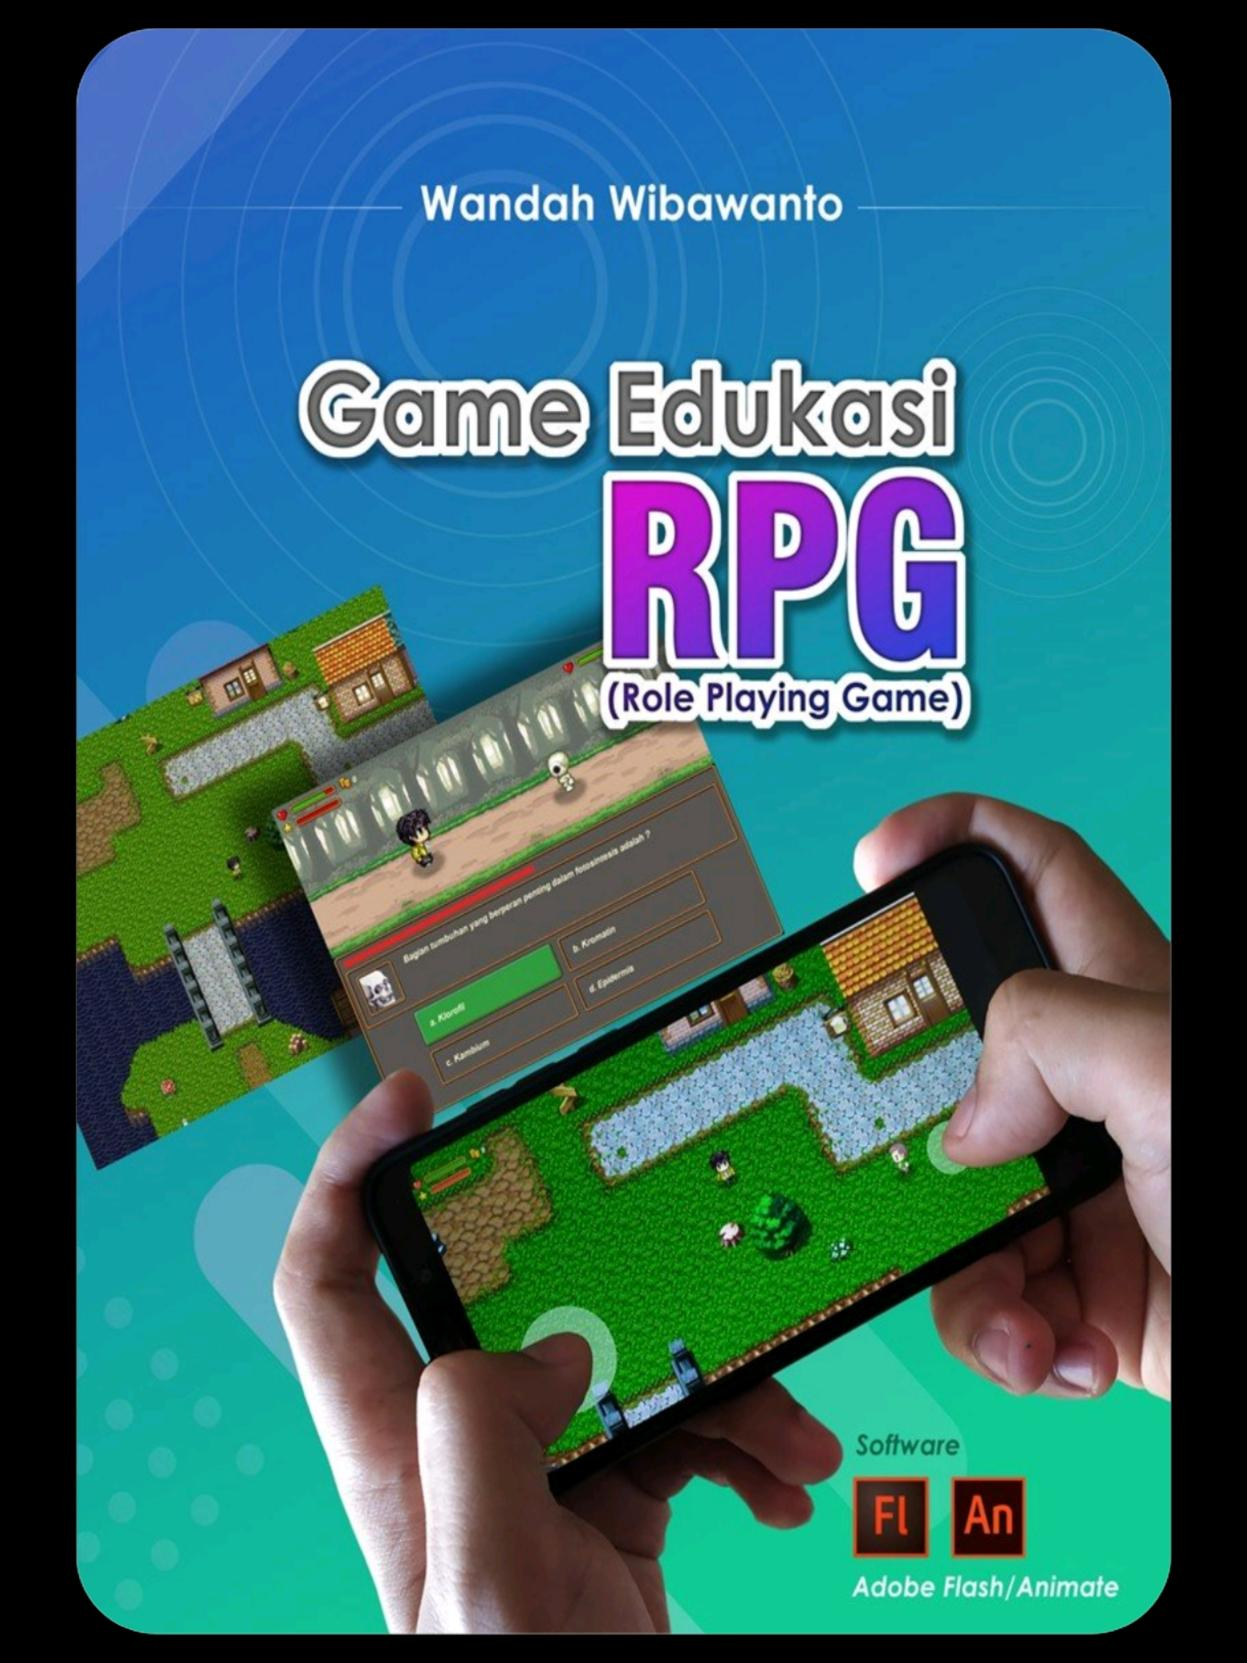 Wandah Wibawanto
Game Edukasi
RPG
(Role Playing Game)
Bagian tumbuhan yang berperan penting dalam fotosintesis adalah ?
a. Klorofil
b. Kromatin
c. Kambium
d. Epidermis
Software
Fl An
Adobe Flash/Animate